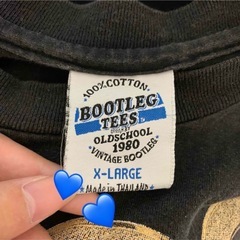 100% COTTON
BOOTLEG
TEES
OLDSCHOOL
1980
VINTAGE BOOTLEG
X-LARGE
Made in THAILAND